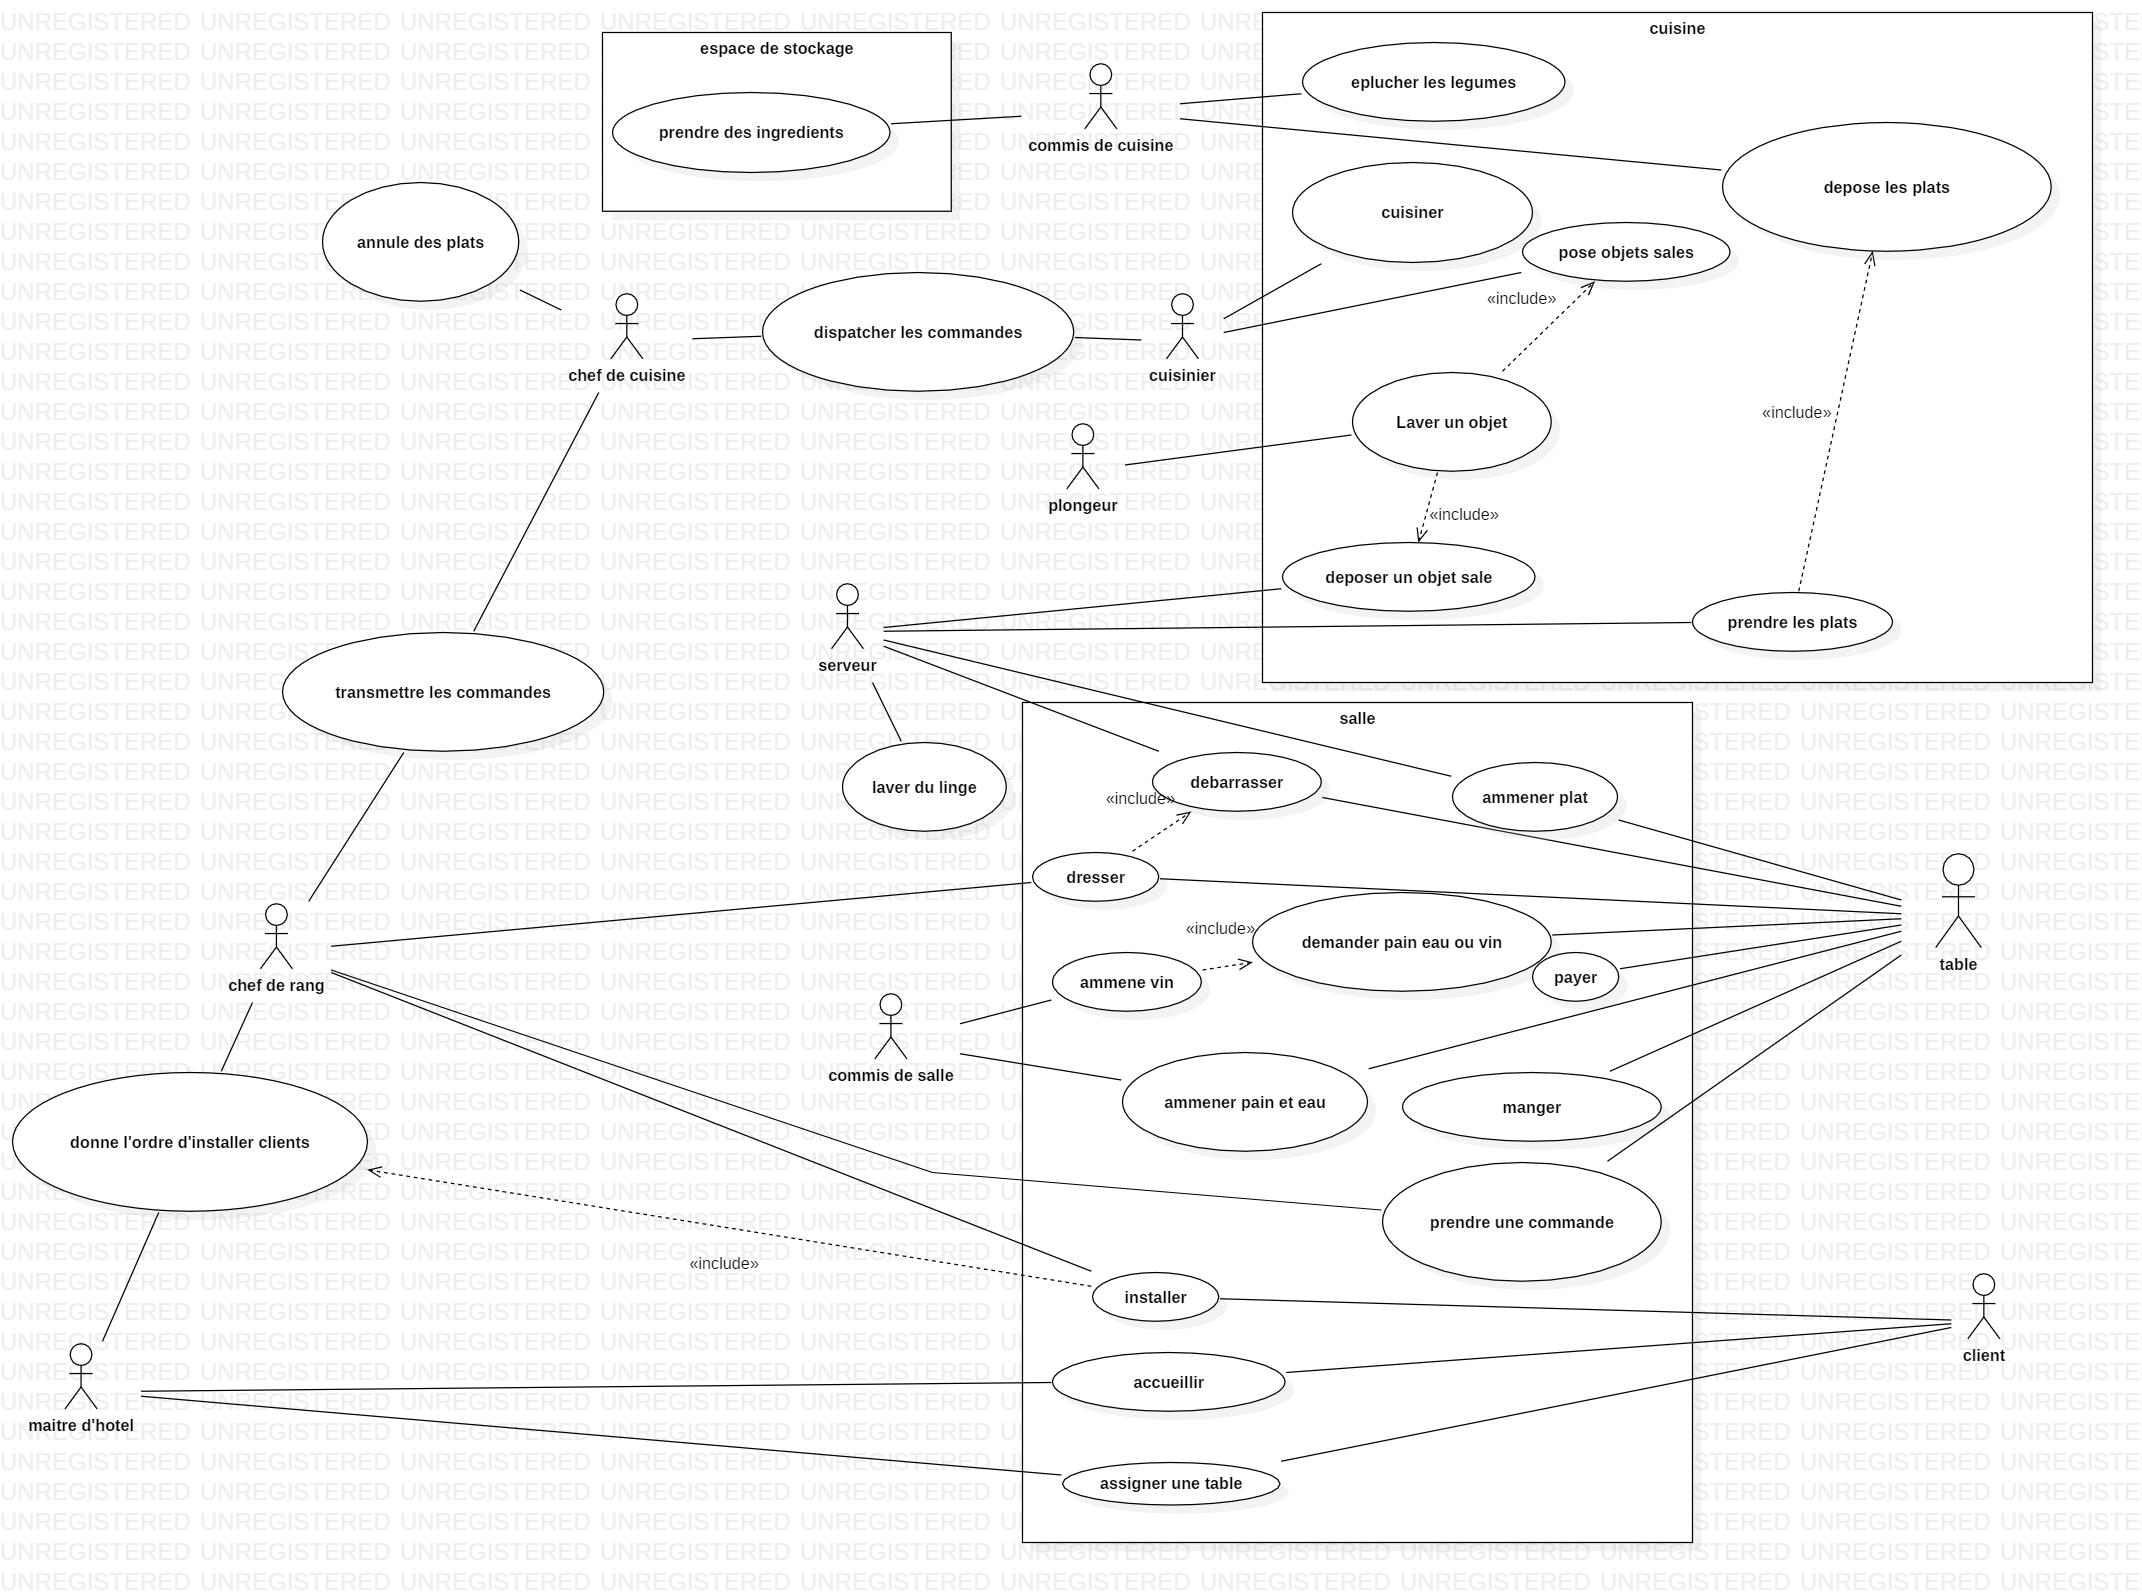 espace de stockage
prendre des ingredients
commis de cuisine
cuisine
eplucher les legumes
depose les plats
cuisiner
pose objets sales
«include»
annule des plats
chef de cuisine
dispatcher les commandes
cuisinier
Laver un objet
«include»
plongeur
«include»
deposer un objet sale
prendre les plats
serveur
transmettre les commandes
laver du linge
salle
debarrasser
«include»
ammener plat
dresser
demander pain eau ou vin
«include»
ammene vin
payer
table
chef de rang
commis de salle
ammener pain et eau
manger
donne l'ordre d'installer clients
prendre une commande
«include»
installer
client
accueillir
maitre d'hotel
assigner une table
UNREGISTERED